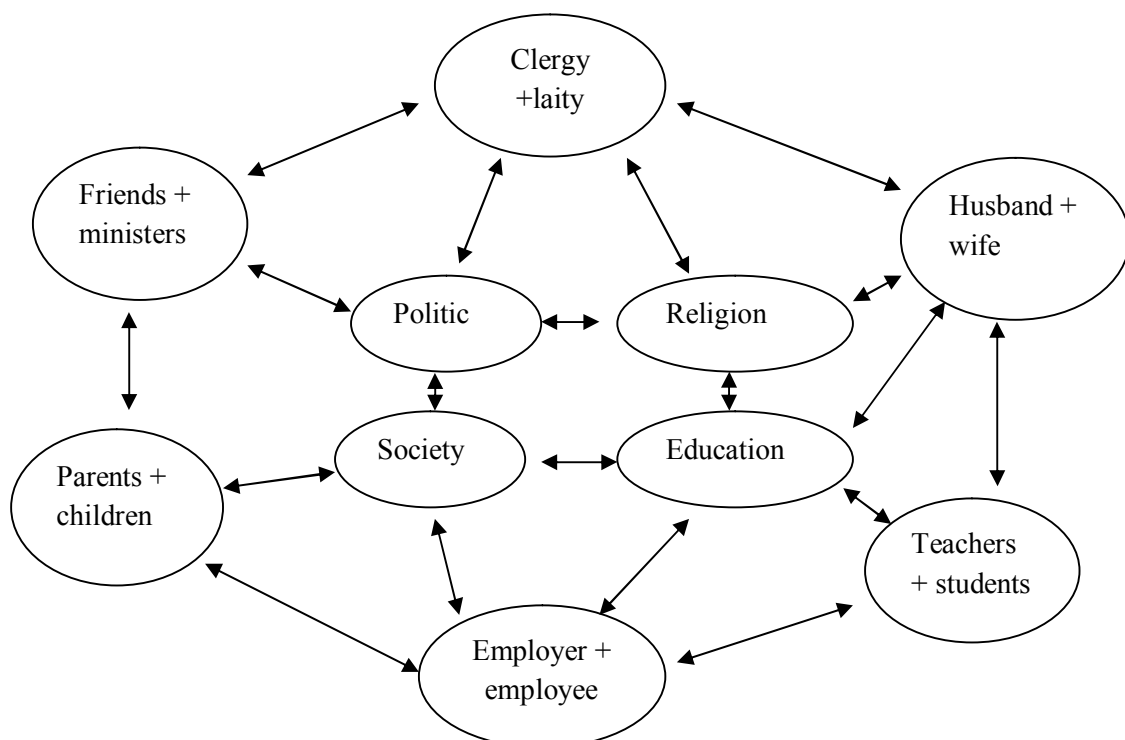 Clergy
+laity
Friends +
ministers
Husband +
wife
Politic
Religion
Society
Education
Parents +
children
Teachers
+ students
Employer +
employee